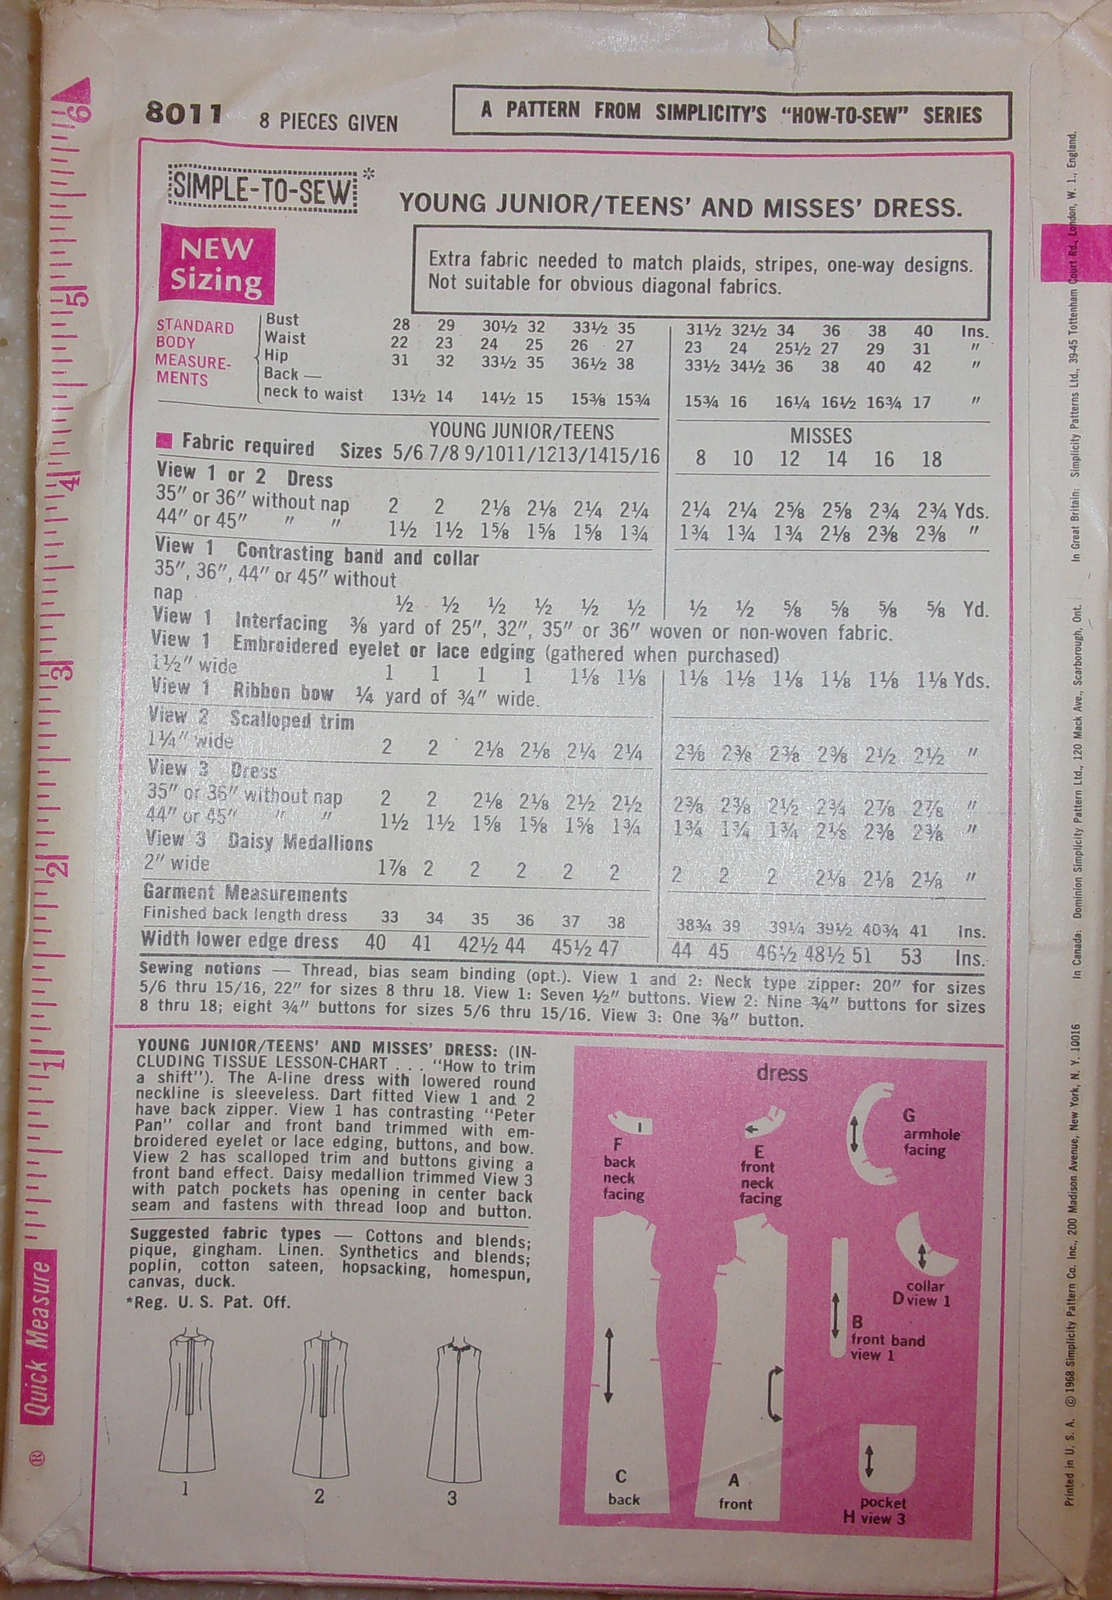 8011 8 PIECES GIVEN
A PATTERN FROM SIMPLICITY'S "HOW-TO-SEW" SERIES
SIMPLE-TO-SEW*
YOUNG JUNIOR/TEENS' AND MISSES' DRESS.
NEW
Sizing
Extra fabric needed to match plaids, stripes, one-way designs.
Not suitable for obvious diagonal fabrics.
STANDARD
BODY
MEASURE-
MENTS
Bust 28 29 30½ 32 33½ 35 31½ 32½ 34 36 38 40 Ins.
Waist 22 23 24 25 26 27 23 24 25½ 27 29 31 "
Hip 31 32 33½ 35 36½ 38 33½ 34½ 36 38 40 42 "
Back —
neck to waist 13½ 14 14½ 15 15⅜ 15¾ 15¾ 16 16¼ 16½ 16¾ 17 "
YOUNG JUNIOR/TEENS MISSES
Fabric required Sizes 5/6 7/8 9/10 11/12 13/14 15/16 8 10 12 14 16 18
View 1 or 2 Dress
35" or 36" without nap 2 2 2⅛ 2⅛ 2¼ 2¼ 2¼ 2¼ 2⅝ 2⅝ 2¾ 2¾ Yds.
44" or 45" " " 1½ 1½ 1⅝ 1⅝ 1⅝ 1¾ 1¾ 1¾ 1¾ 2⅛ 2⅜ 2⅜ "
View 1 Contrasting band and collar
35", 36", 44" or 45" without
nap ½ ½ ½ ½ ½ ½ ½ ½ ⅝ ⅝ ⅝ ⅝ Yd.
View 1 Interfacing ⅜ yard of 25", 32", 35" or 36" woven or non-woven fabric.
View 1 Embroidered eyelet or lace edging (gathered when purchased)
1½" wide 1 1 1 1 1⅛ 1⅛ 1⅛ 1⅛ 1⅛ 1⅛ 1⅛ 1⅛ Yds.
View 1 Ribbon bow ¼ yard of ¾" wide.
View 2 Scalloped trim
1¼" wide 2 2 2⅛ 2⅛ 2¼ 2¼ 2⅜ 2⅜ 2⅜ 2⅜ 2½ 2½ "
View 3 Dress
35" or 36" without nap 2 2 2⅛ 2⅛ 2½ 2½ 2⅜ 2⅜ 2½ 2¾ 2⅞ 2⅞ "
44" or 45" " " 1½ 1½ 1⅝ 1⅝ 1⅝ 1¾ 1¾ 1¾ 1¾ 2⅛ 2⅜ 2⅜ "
View 3 Daisy Medallions
2" wide 1⅞ 2 2 2 2 2 2 2 2 2⅛ 2⅛ 2⅛ "
Garment Measurements
Finished back length dress 33 34 35 36 37 38 38¾ 39 39¼ 39½ 40¾ 41 Ins.
Width lower edge dress 40 41 42½ 44 45½ 47 44 45 46½ 48½ 51 53 Ins.
Sewing notions — Thread, bias seam binding (opt.). View 1 and 2: Neck type zipper: 20" for sizes
5/6 thru 15/16, 22" for sizes 8 thru 18. View 1: Seven ½" buttons. View 2: Nine ¾" buttons for sizes
8 thru 18; eight ¾" buttons for sizes 5/6 thru 15/16. View 3: One ⅜" button.
YOUNG JUNIOR/TEENS' AND MISSES' DRESS: (IN-
CLUDING TISSUE LESSON-CHART . . . "How to trim
a shift"). The A-line dress with lowered round
neckline is sleeveless. Dart fitted View 1 and 2
have back zipper. View 1 has contrasting "Peter
Pan" collar and front band trimmed with em-
broidered eyelet or lace edging, buttons, and bow.
View 2 has scalloped trim and buttons giving a
front band effect. Daisy medallion trimmed View 3
with patch pockets has opening in center back
seam and fastens with thread loop and button.
Suggested fabric types — Cottons and blends;
pique, gingham. Linen. Synthetics and blends;
poplin, cotton sateen, hopsacking, homespun,
canvas, duck.
*Reg. U. S. Pat. Off.
1
2
3
dress
F
back
neck
facing
E
front
neck
facing
G
armhole
facing
collar
D view 1
B
front band
view 1
C
back
A
front
pocket
H view 3
6
5
4
3
2
1
Quick Measure
®
Printed in U. S. A. © 1968 Simplicity Pattern Co. Inc., 200 Madison Avenue, New York, N. Y. 10016 In Canada: Dominion Simplicity Pattern Ltd., 120 Mack Ave., Scarborough, Ont. In Great Britain: Simplicity Patterns Ltd., 39-45 Tottenham Court Rd., London, W. 1., England.